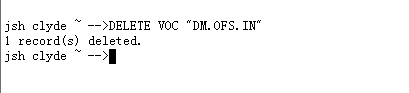 jsh clyde ~ -->DELETE VOC "DM.OFS.IN"
1 record(s) deleted.
jsh clyde ~ -->